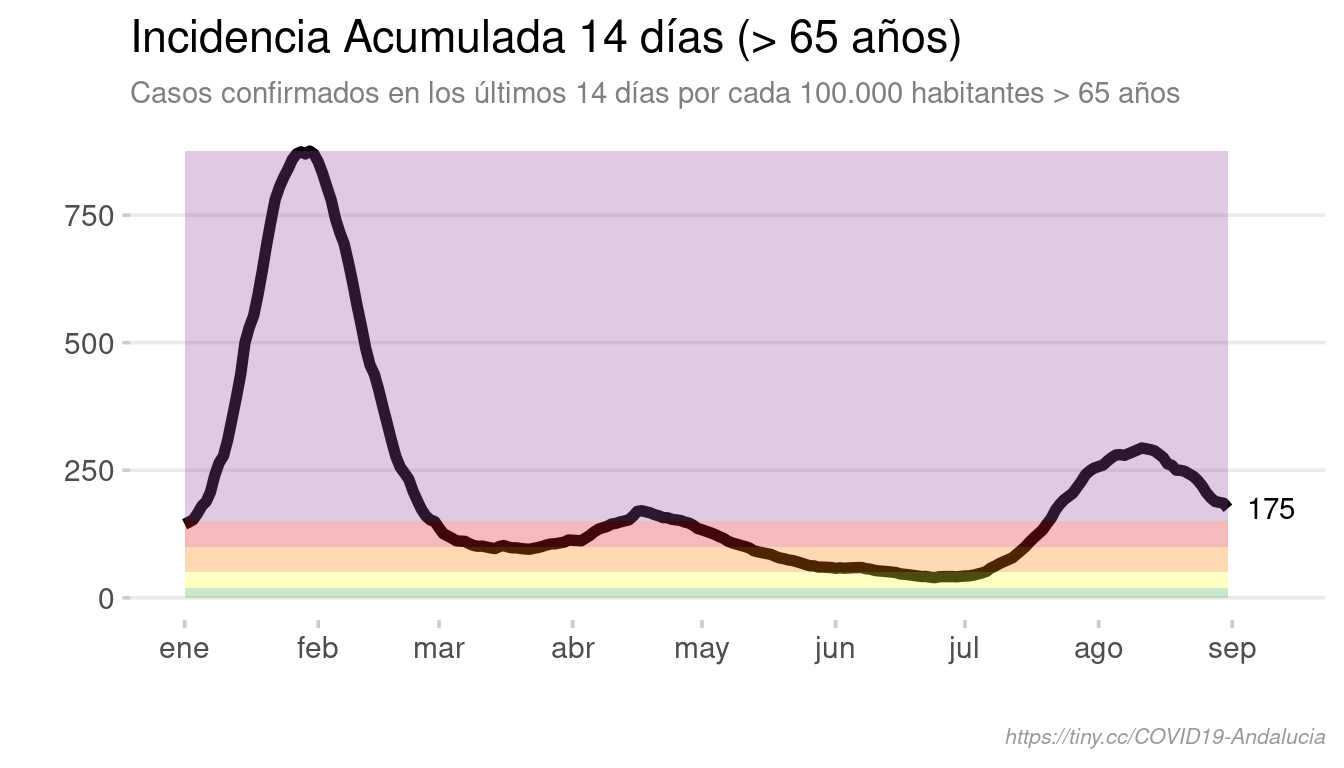 Incidencia Acumulada 14 días (> 65 años)
Casos confirmados en los últimos 14 días por cada 100.000 habitantes > 65 años
750
500
250
0
175
ene feb mar abr may jun jul ago sep
https://tiny.cc/COVID19-Andalucia